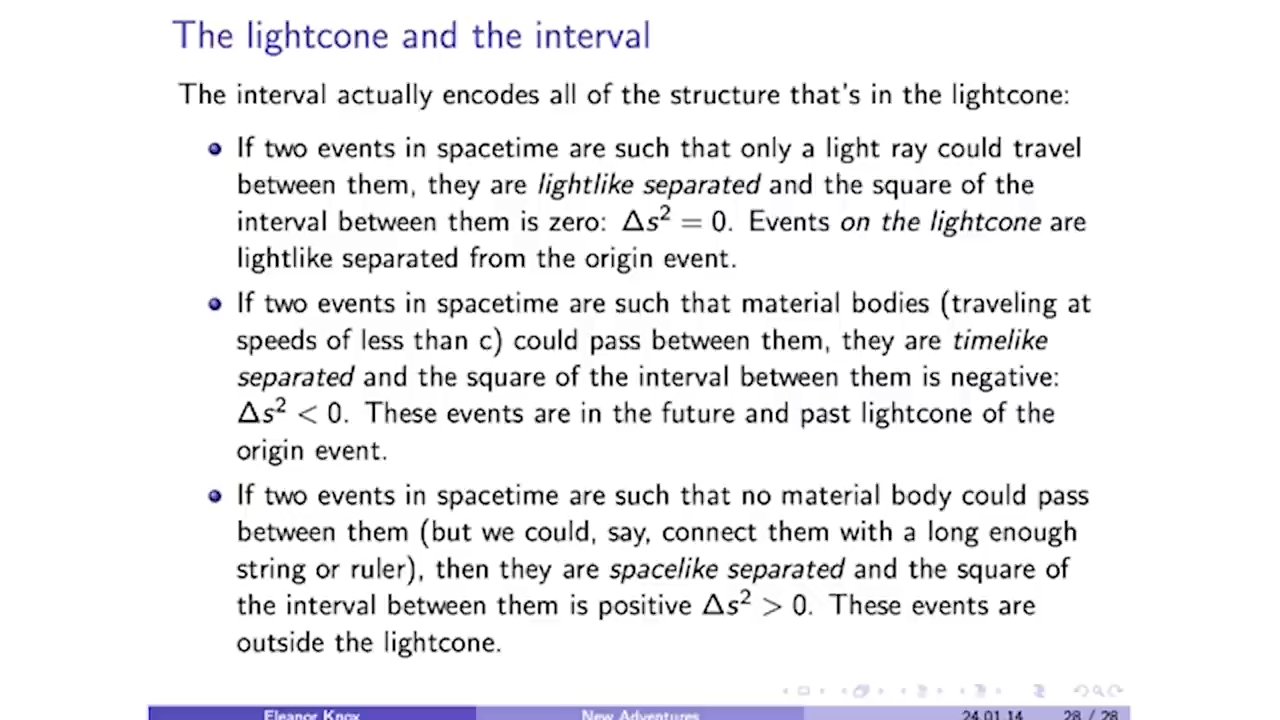 The lightcone and the interval
The interval actually encodes all of the structure that's in the lightcone:
If two events in spacetime are such that only a light ray could travel
between them, they are lightlike separated and the square of the
interval between them is zero: Δs² = 0. Events on the lightcone are
lightlike separated from the origin event.
If two events in spacetime are such that material bodies (traveling at
speeds of less than c) could pass between them, they are timelike
separated and the square of the interval between them is negative:
Δs² < 0. These events are in the future and past lightcone of the
origin event.
If two events in spacetime are such that no material body could pass
between them (but we could, say, connect them with a long enough
string or ruler), then they are spacelike separated and the square of
the interval between them is positive Δs² > 0. These events are
outside the lightcone.
Eleanor Knox New Adventures 24.01.14 28 / 28